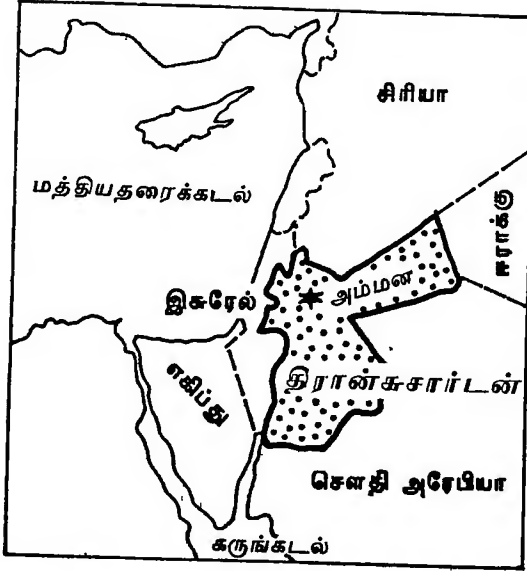 சிரியா
மத்தியதரைக்கடல்
ஈராக்கு
இசுரேல்
அம்மன
எகிப்து
திரான்சுசார்டன்
சௌதி அரேபியா
கருங்கடல்